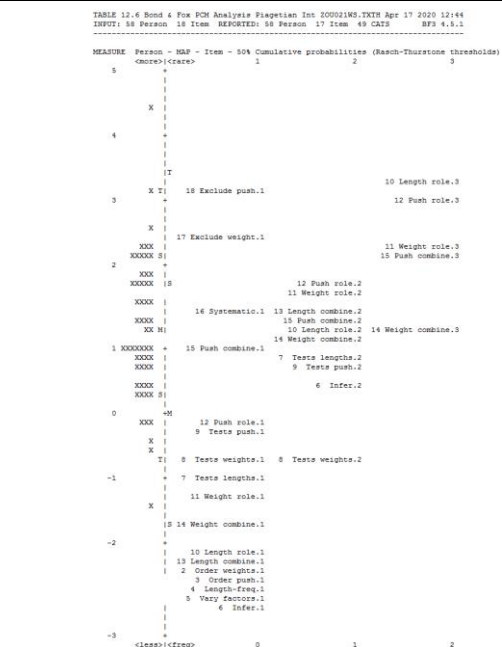 TABLE 12.6 Bond & Fox PCM Analysis Piagetian Int ZOU021WS.TXTH Apr 17 2020 12:44
INPUT: 58 Person 18 Item REPORTED: 58 Person 17 Item 49 CATS BF3 4.5.1
--------------------------------------------------------------------------------
MEASURE Person - MAP - Item - 50% Cumulative probabilities (Rasch-Thurstone thresholds)
<more>|<rare> 1 2 3
5 +
|
|
|
X |
|
|
4 +
|
|
|
|T
| 10 Length role.3
X T| 18 Exclude push.1
3 + 12 Push role.3
|
|
X |
| 17 Exclude weight.1
XXX | 11 Weight role.3
XXXXX S| 15 Push combine.3
2 +
XXX |
XXXXX |S 12 Push role.2
| 11 Weight role.2
XXXX |
| 16 Systematic.1 13 Length combine.2
XXXX | 15 Push combine.2
XX M| 10 Length role.2 14 Weight combine.3
| 14 Weight combine.2
1 XXXXXXX + 15 Push combine.1
XXXX | 7 Tests lengths.2
XXXX | 9 Tests push.2
|
XXXX | 6 Infer.2
XXXX S|
|
0 +M
XXX | 12 Push role.1
| 9 Tests push.1
X |
X |
T| 8 Tests weights.1 8 Tests weights.2
|
-1 + 7 Tests lengths.1
|
| 11 Weight role.1
X |
|
|S 14 Weight combine.1
|
-2 +
| 10 Length role.1
| 13 Length combine.1
| 2 Order weights.1
3 Order push.1
4 Length-freq.1
5 Vary factors.1
| 6 Infer.1
|
|
-3 +
<less>|<freq> 0 1 2